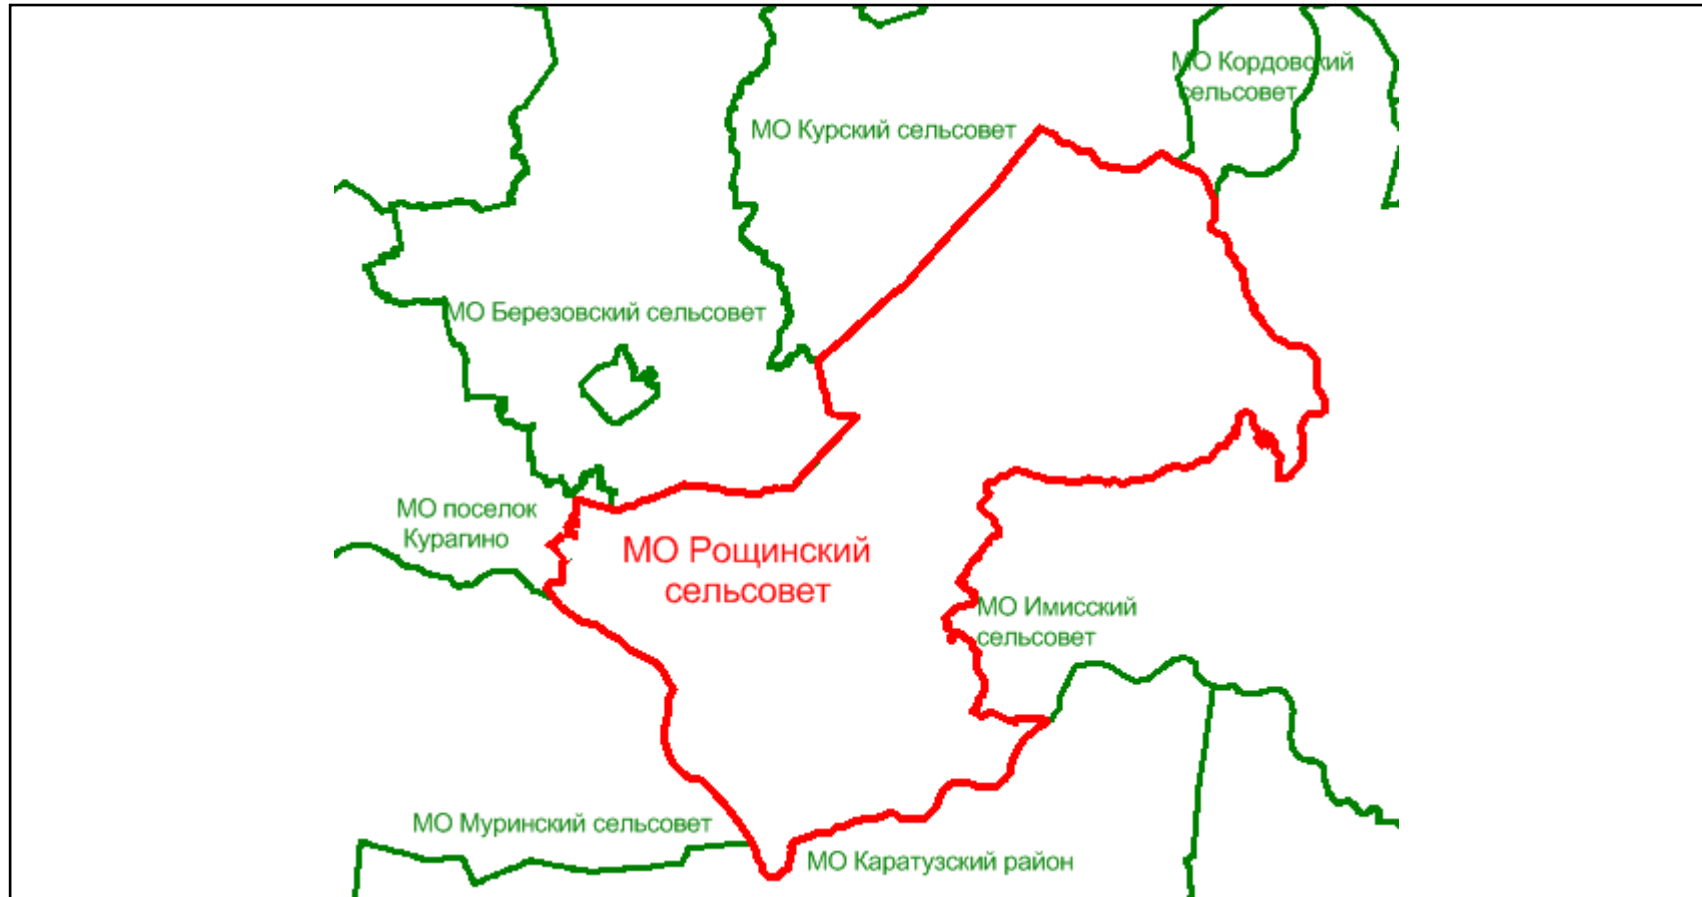 МО Кордовский
сельсовет
МО Курский сельсовет
МО Березовский сельсовет
МО поселок
Курагино
МО Рощинский
сельсовет
МО Имисский
сельсовет
МО Муринский сельсовет
МО Каратузский район